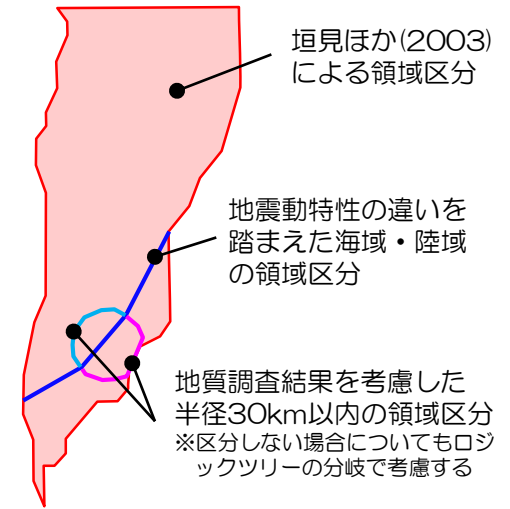 垣見ほか(2003)
による領域区分
地震動特性の違いを
踏まえた海域・陸域
の領域区分
地質調査結果を考慮した
半径30km以内の領域区分
※区分しない場合についてもロジ
ックツリーの分岐で考慮する